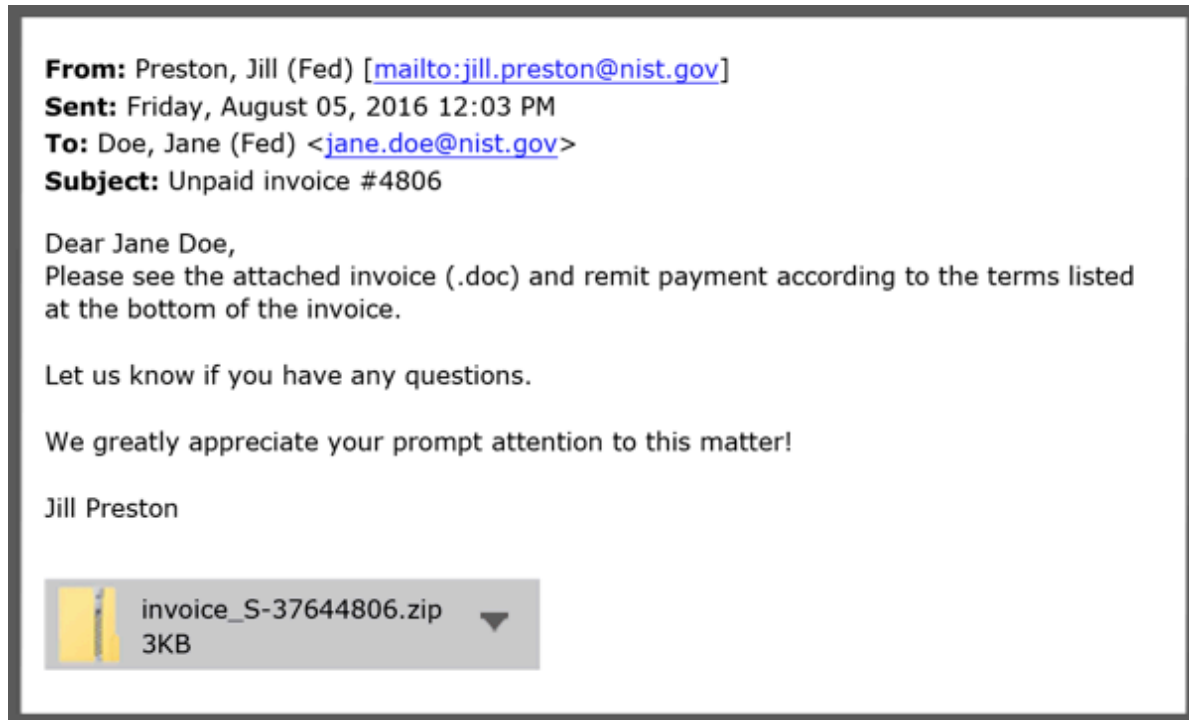 From: Preston, Jill (Fed) [mailto:jill.preston@nist.gov]
Sent: Friday, August 05, 2016 12:03 PM
To: Doe, Jane (Fed) <jane.doe@nist.gov>
Subject: Unpaid invoice #4806
Dear Jane Doe,
Please see the attached invoice (.doc) and remit payment according to the terms listed
at the bottom of the invoice.
Let us know if you have any questions.
We greatly appreciate your prompt attention to this matter!
Jill Preston
invoice_S-37644806.zip
3KB